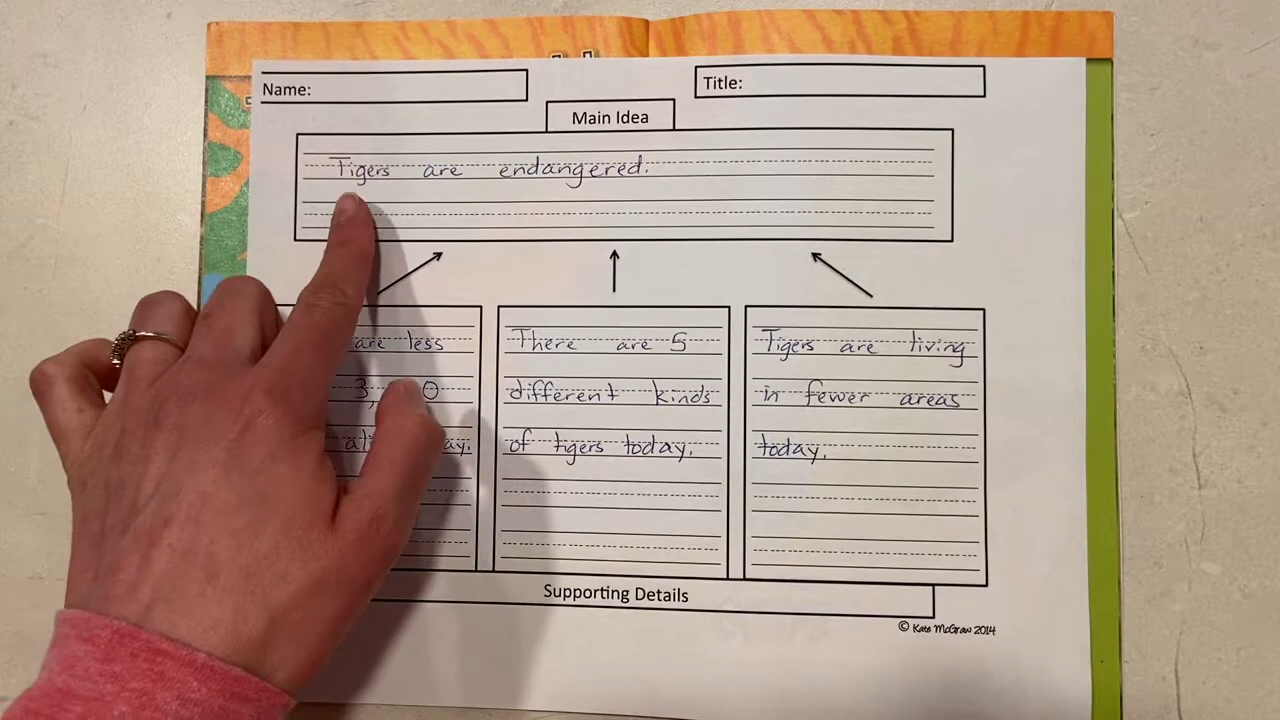 Name:
Title:
Main Idea
Tigers are endangered.
are less
3,
There are 5
different kinds
of tigers today.
Tigers are living
in fewer areas
today.
Supporting Details
© Kate McGraw 2014